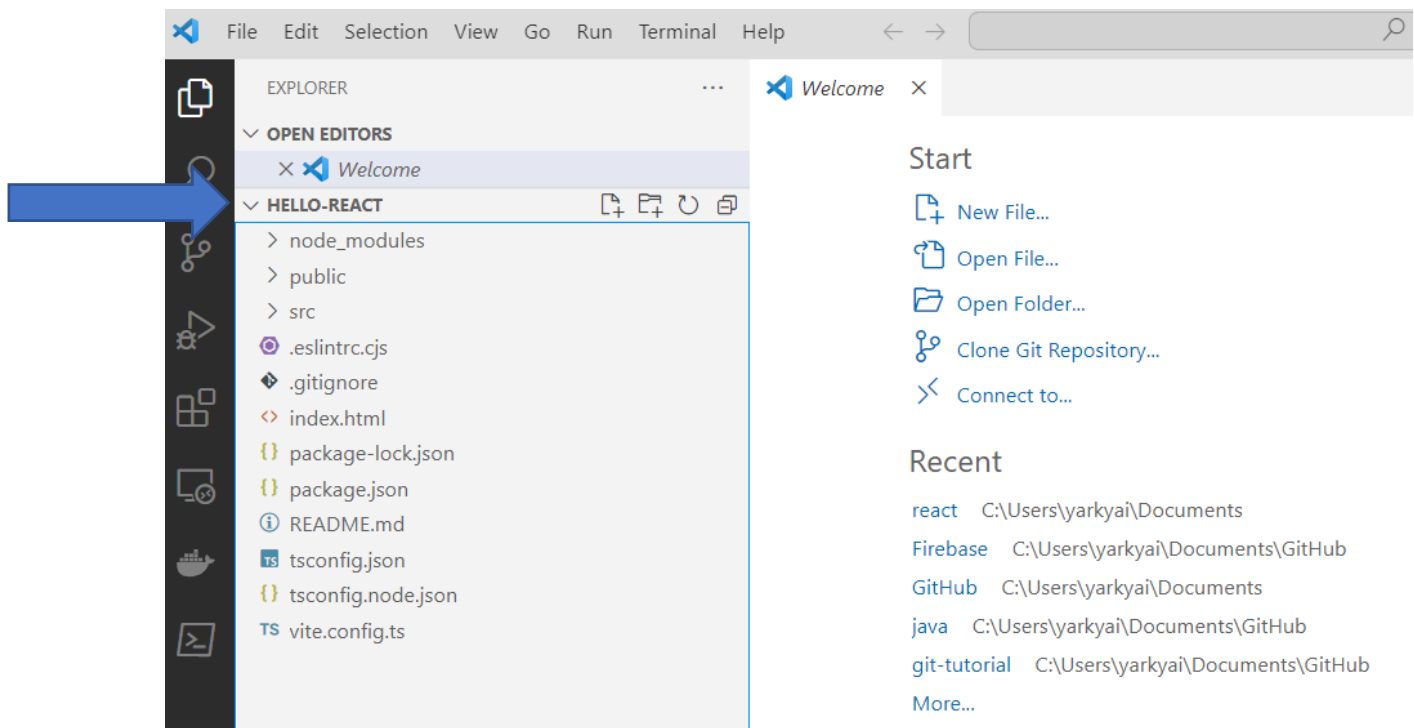 File Edit Selection View Go Run Terminal Help
EXPLORER
Welcome
OPEN EDITORS
Welcome
HELLO-REACT
node_modules
public
src
.eslintrc.cjs
.gitignore
index.html
package-lock.json
package.json
README.md
tsconfig.json
tsconfig.node.json
TS vite.config.ts
Start
New File...
Open File...
Open Folder...
Clone Git Repository...
Connect to...
Recent
react C:\Users\yarkyai\Documents
Firebase C:\Users\yarkyai\Documents\GitHub
GitHub C:\Users\yarkyai\Documents
java C:\Users\yarkyai\Documents\GitHub
git-tutorial C:\Users\yarkyai\Documents\GitHub
More...